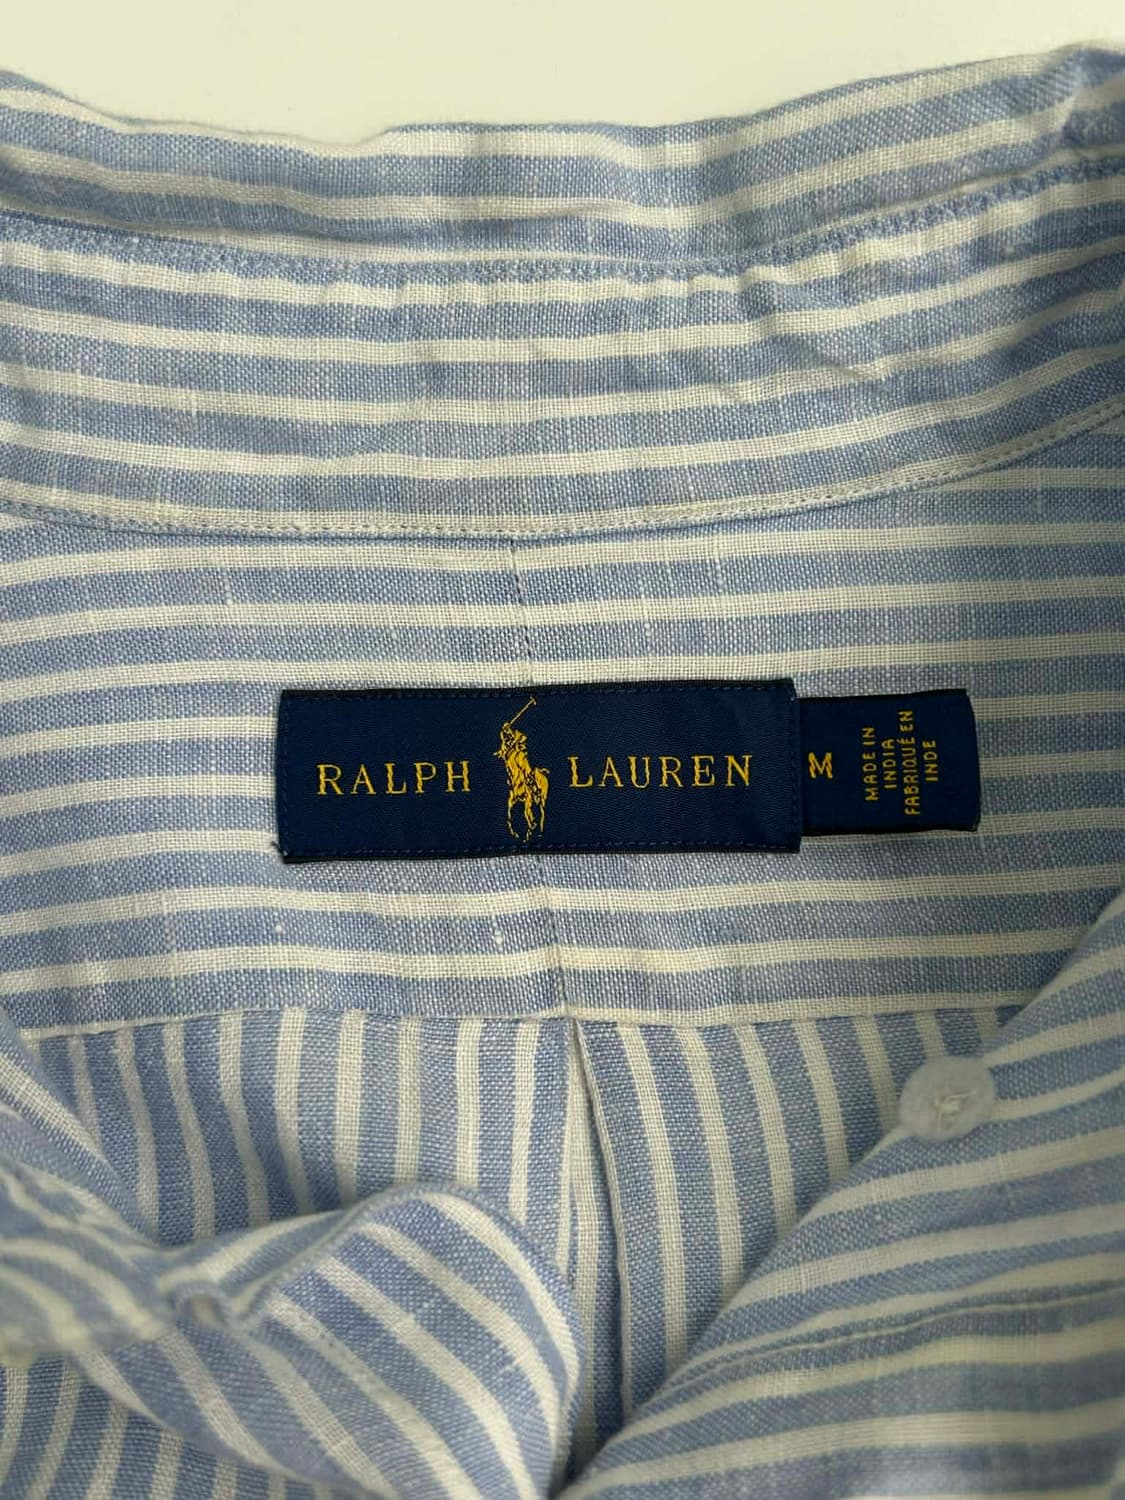 RALPH LAUREN
M
MADE IN
INDIA
FABRIQUÉ EN
INDE